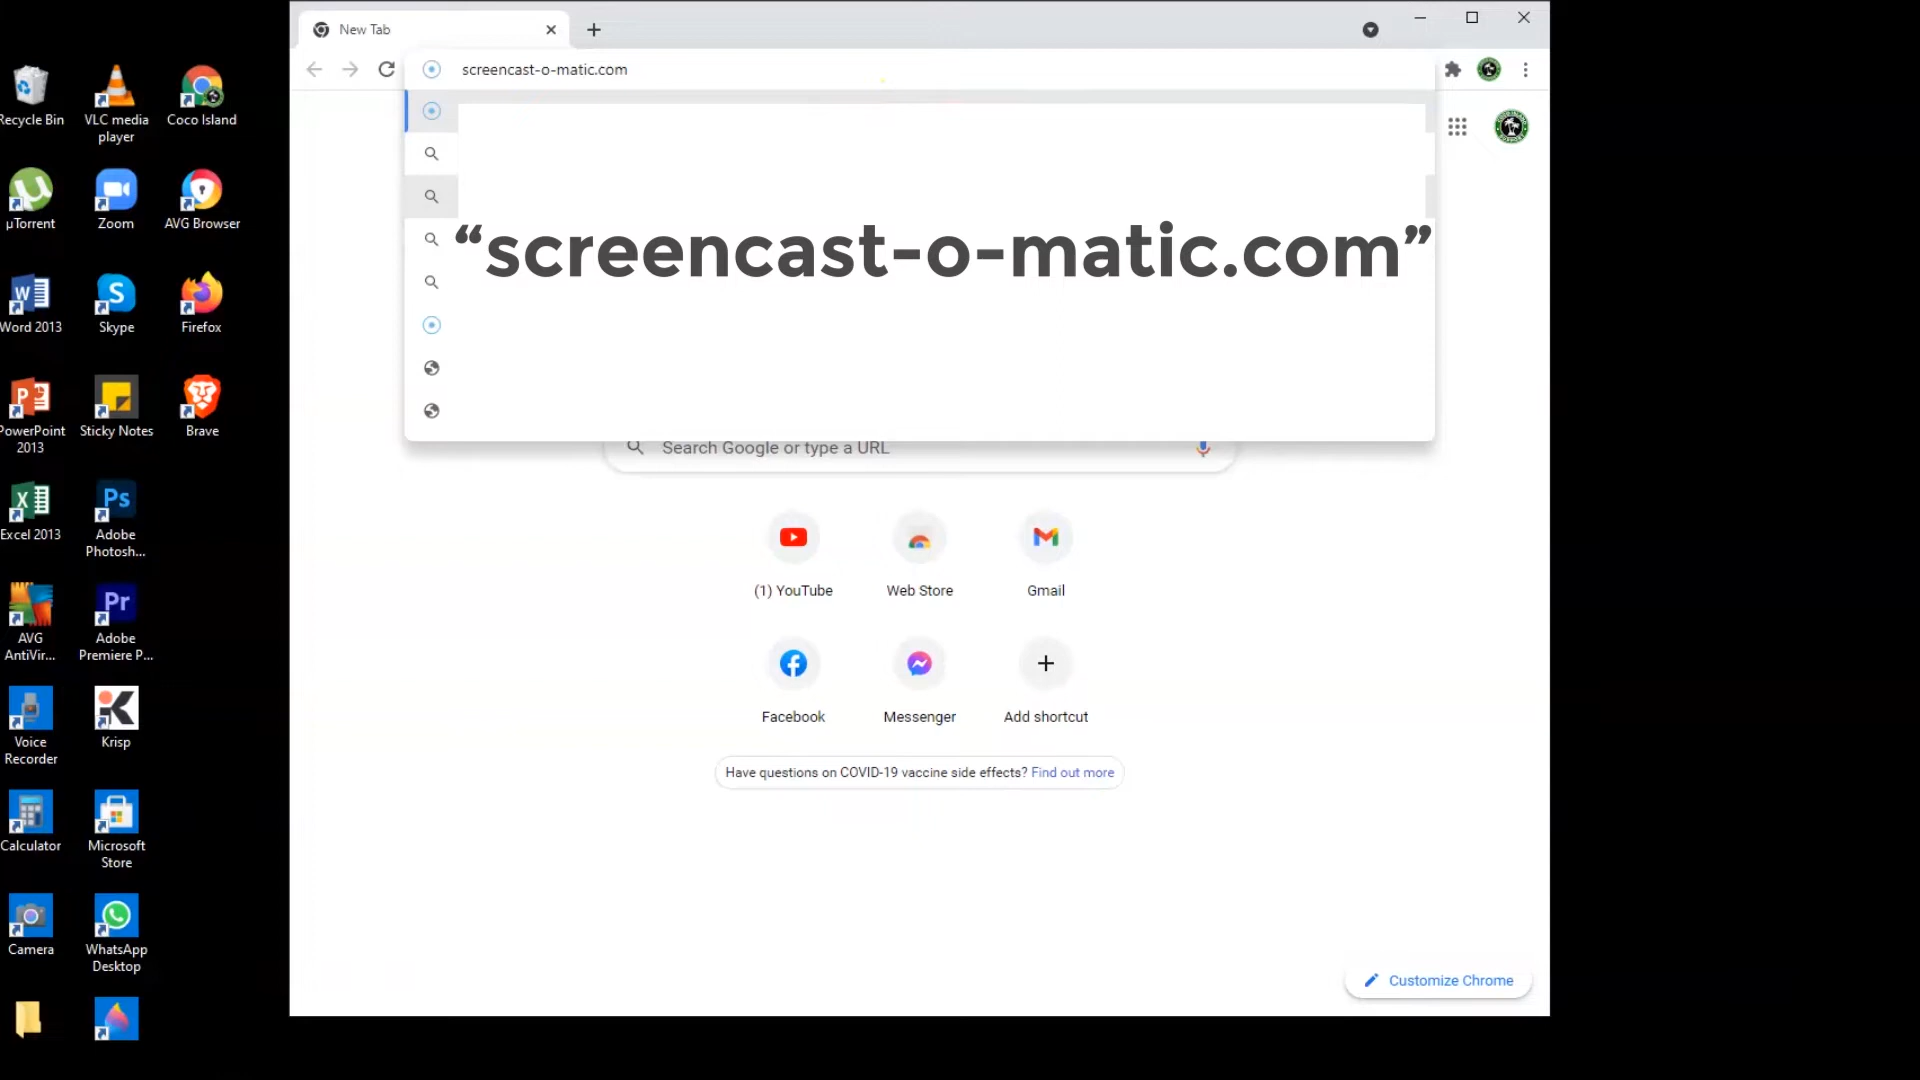 New Tab
screencast-o-matic.com
“screencast-o-matic.com”
Search Google or type a URL
(1) YouTube
Web Store
Gmail
Facebook
Messenger
Add shortcut
Have questions on COVID-19 vaccine side effects? Find out more
Customize Chrome
Recycle Bin
VLC media
player
Coco Island
µTorrent
Zoom
AVG Browser
Word 2013
Skype
Firefox
PowerPoint
2013
Sticky Notes
Brave
Excel 2013
Ps
Adobe
Photosh...
AVG
AntiVir...
Pr
Adobe
Premiere P...
Voice
Recorder
Krisp
Calculator
Microsoft
Store
Camera
WhatsApp
Desktop